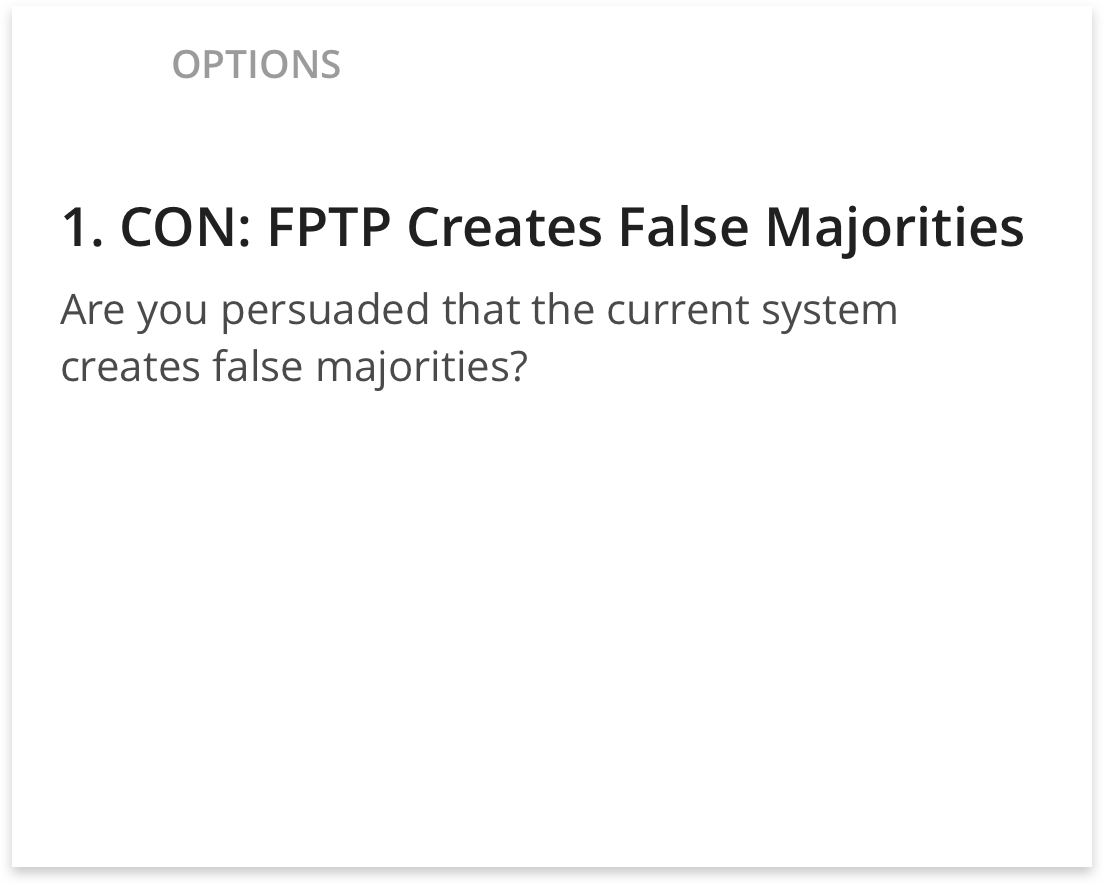 OPTIONS
1. CON: FPTP Creates False Majorities
Are you persuaded that the current system
creates false majorities?